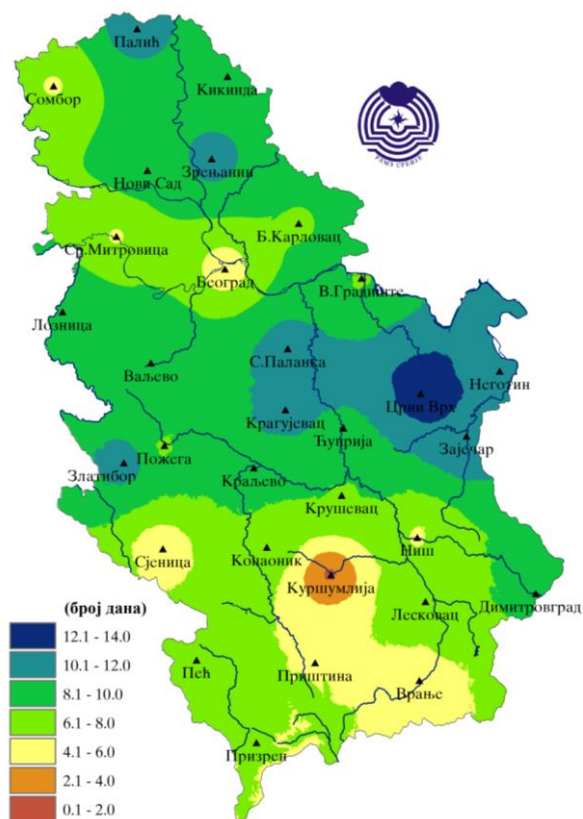 Палић
Сомбор
Кикинда
Зрењанин
Нови Сад
РХМЗ СРБИЈЕ
Б.Карловац
Ср.Митровица
Београд
В.Градиште
Лозница
С.Паланка
Ваљево
Неготин
Црни Врх
Крагујевац
Ћуприја
Зајечар
Пожега
Златибор
Краљево
Крушевац
Ниш
Сјеница
Копаоник
Куршумлија
Димитровград
Лесковац
(број дана)
12.1 - 14.0
10.1 - 12.0
8.1 - 10.0
6.1 - 8.0
4.1 - 6.0
2.1 - 4.0
0.1 - 2.0
Пећ
Приштина
Врање
Призрен